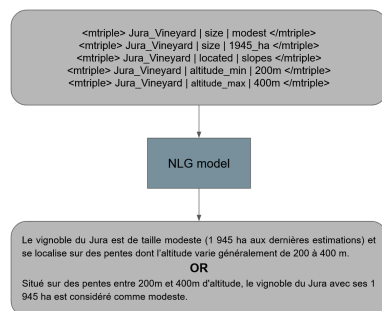 <mtriple> Jura_Vineyard | size | modest </mtriple>
<mtriple> Jura_Vineyard | size | 1945_ha </mtriple>
<mtriple> Jura_Vineyard | located | slopes </mtriple>
<mtriple> Jura_Vineyard | altitude_min | 200m </mtriple>
<mtriple> Jura_Vineyard | altitude_max | 400m </mtriple>
NLG model
Le vignoble du Jura est de taille modeste (1 945 ha aux dernières estimations) et
se localise sur des pentes dont l'altitude varie généralement de 200 à 400 m.
OR
Situé sur des pentes entre 200m et 400m d'altitude, le vignoble du Jura avec ses 1
945 ha est considéré comme modeste.